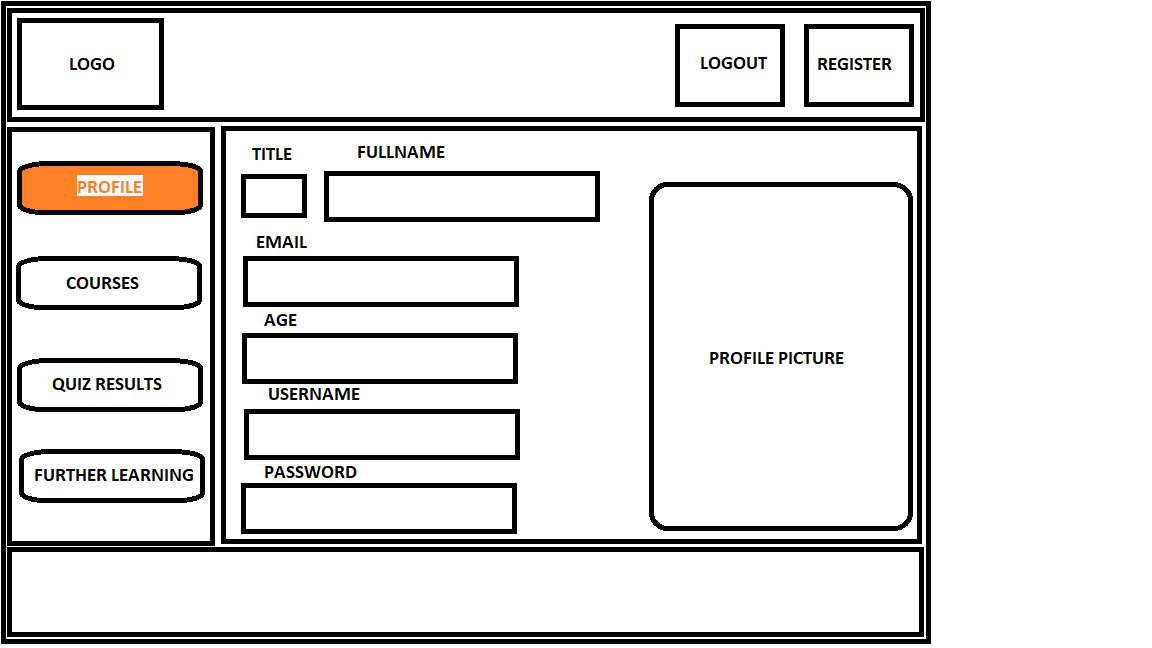 LOGO
LOGOUT
REGISTER
PROFILE
COURSES
QUIZ RESULTS
FURTHER LEARNING
TITLE
FULLNAME
EMAIL
AGE
USERNAME
PASSWORD
PROFILE PICTURE